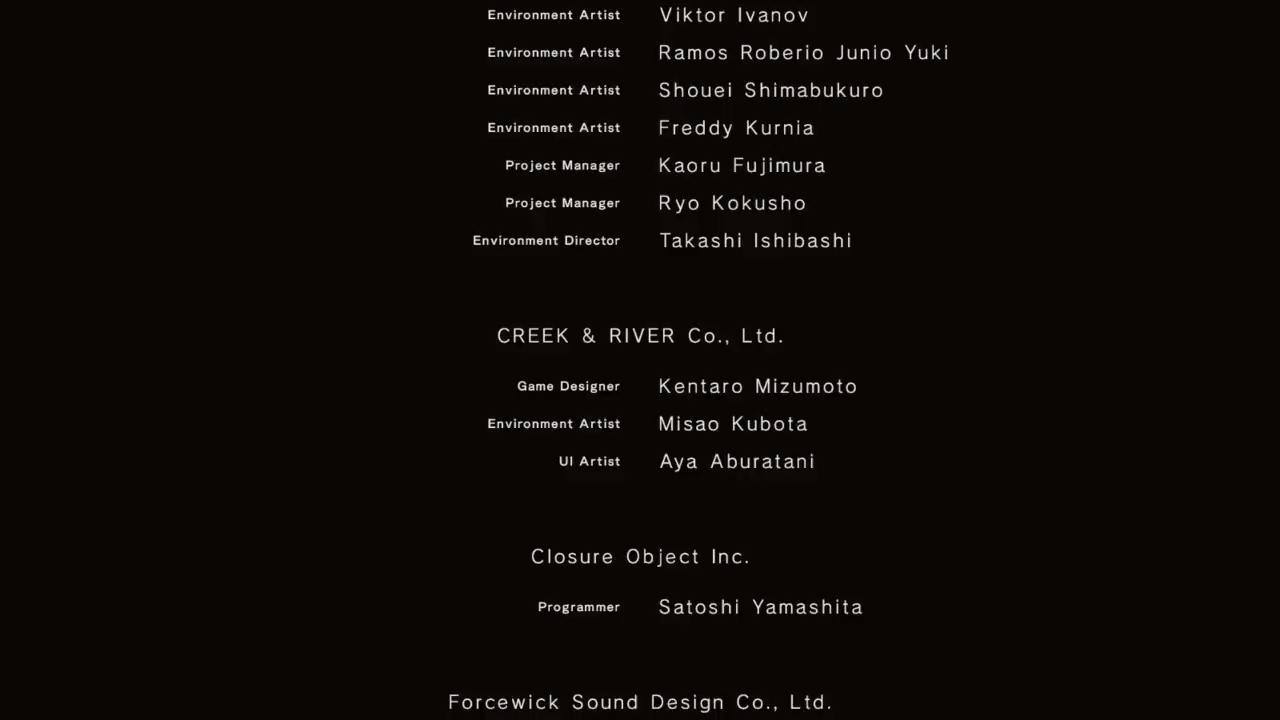 Environment Artist Viktor Ivanov
Environment Artist Ramos Roberio Junio Yuki
Environment Artist Shouei Shimabukuro
Environment Artist Freddy Kurnia
Project Manager Kaoru Fujimura
Project Manager Ryo Kokusho
Environment Director Takashi Ishibashi
CREEK & RIVER Co., Ltd.
Game Designer Kentaro Mizumoto
Environment Artist Misao Kubota
UI Artist Aya Aburatani
Closure Object Inc.
Programmer Satoshi Yamashita
Forcewick Sound Design Co., Ltd.